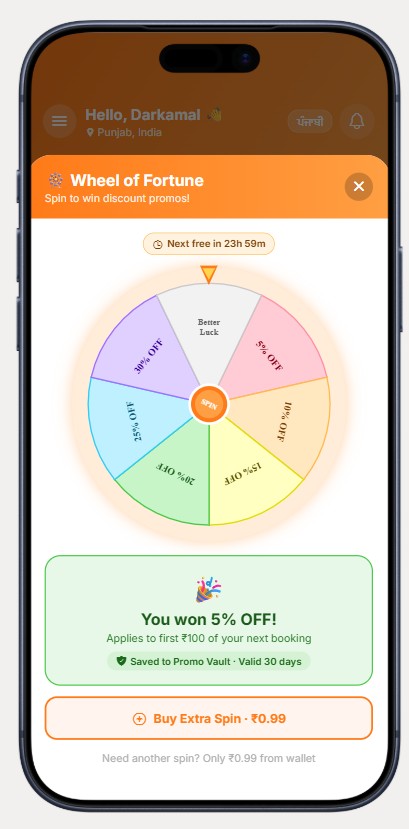 Hello, Darkamal 👋
Punjab, India
ਪੰਜਾਬੀ
Wheel of Fortune
Spin to win discount promos!
Next free in 23h 59m
Better
Luck
5% OFF
10% OFF
15% OFF
20% OFF
25% OFF
30% OFF
SPIN
You won 5% OFF!
Applies to first ₹100 of your next booking
Saved to Promo Vault · Valid 30 days
Buy Extra Spin · ₹0.99
Need another spin? Only ₹0.99 from wallet